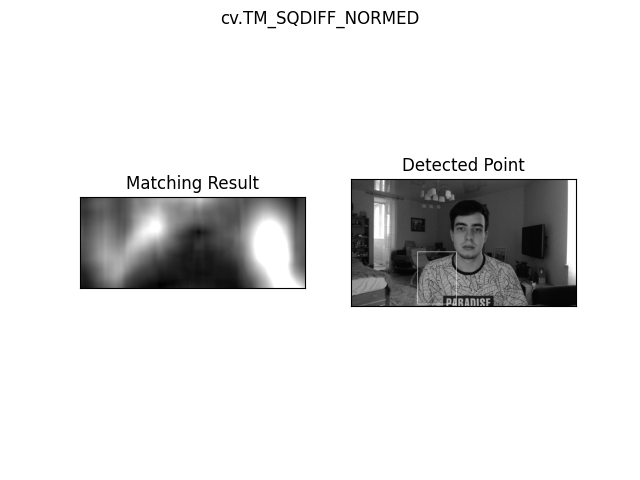 cv.TM_SQDIFF_NORMED
Matching Result
Detected Point
PARADISE